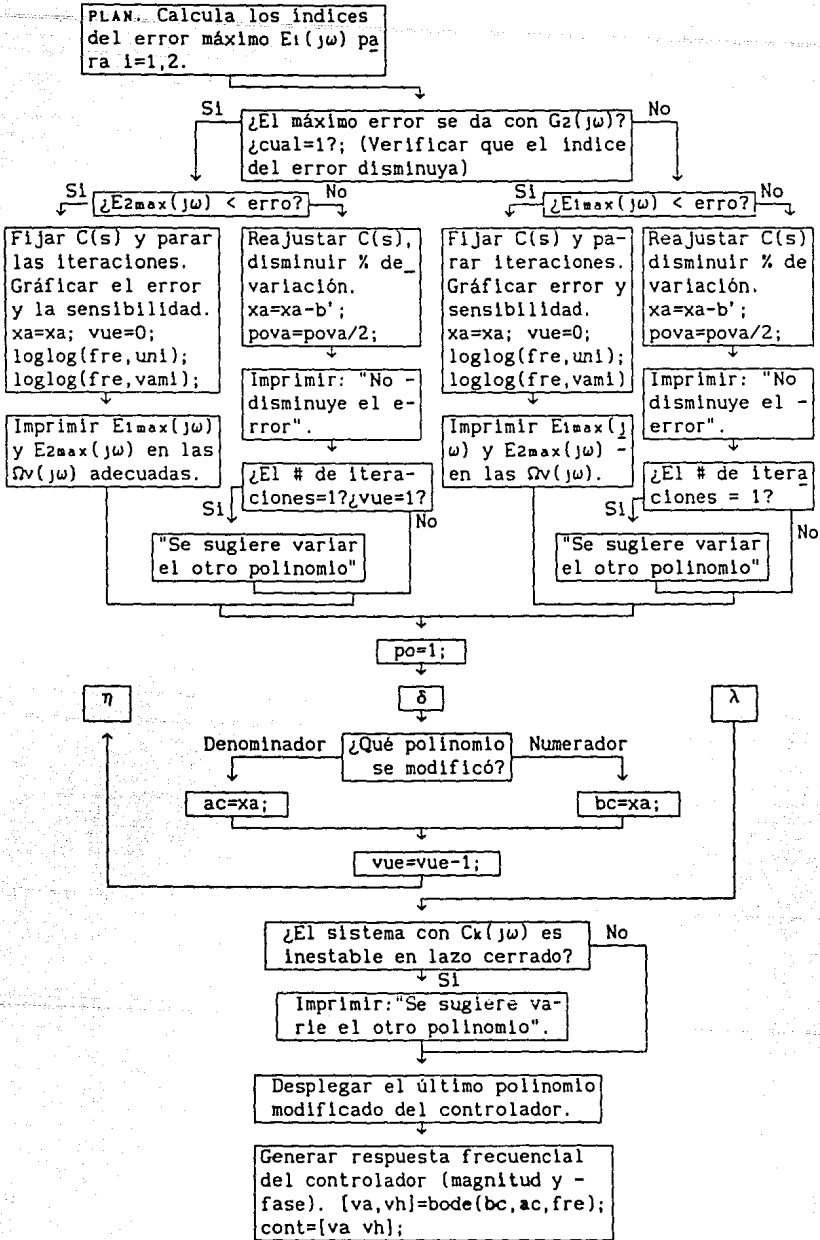 PLAN. Calcula los índices
del error máximo Ei(jω) pa
ra i=1,2.
Si
¿El máximo error se da con G2(jω)?
¿cual=1?; (Verificar que el índice
del error disminuya)
No
Si
¿E2max(jω) < erro?
No
Si
¿E1max(jω) < erro?
No
Fijar C(s) y parar
las iteraciones.
Gráficar el error
y la sensibilidad.
xa=xa; vue=0;
loglog(fre,uni);
loglog(fre,vami);
Reajustar C(s),
disminuir % de
variación.
xa=xa-b';
pova=pova/2;
Fijar C(s) y pa-
rar iteraciones.
Gráficar error y
sensibilidad.
xa=xa; vue=0;
loglog(fre,uni);
loglog(fre,vami)
Reajustar C(s)
disminuir % de
variación.
xa=xa-b';
pova=pova/2;
Imprimir E1max(jω)
y E2max(jω) en las
Ωv(jω) adecuadas.
Imprimir: "No -
disminuye el e-
rror".
Imprimir E1max(j
ω) y E2max(jω) -
en las Ωv(jω).
Imprimir: "No
disminuye el -
error".
¿El # de itera-
ciones=1?¿vue=1?
Si
No
¿El # de itera
ciones = 1?
Si
No
"Se sugiere variar
el otro polinomio"
"Se sugiere variar
el otro polinomio"
po=1;
η
δ
λ
Denominador
¿Qué polinomio
se modificó?
Numerador
ac=xa;
bc=xa;
vue=vue-1;
¿El sistema con Ck(jω) es
inestable en lazo cerrado?
No
Si
Imprimir:"Se sugiere va-
rie el otro polinomio".
Desplegar el último polinomio
modificado del controlador.
Generar respuesta frecuencial
del controlador (magnitud y -
fase). [va,vh]=bode(bc,ac,fre);
cont=[va vh];